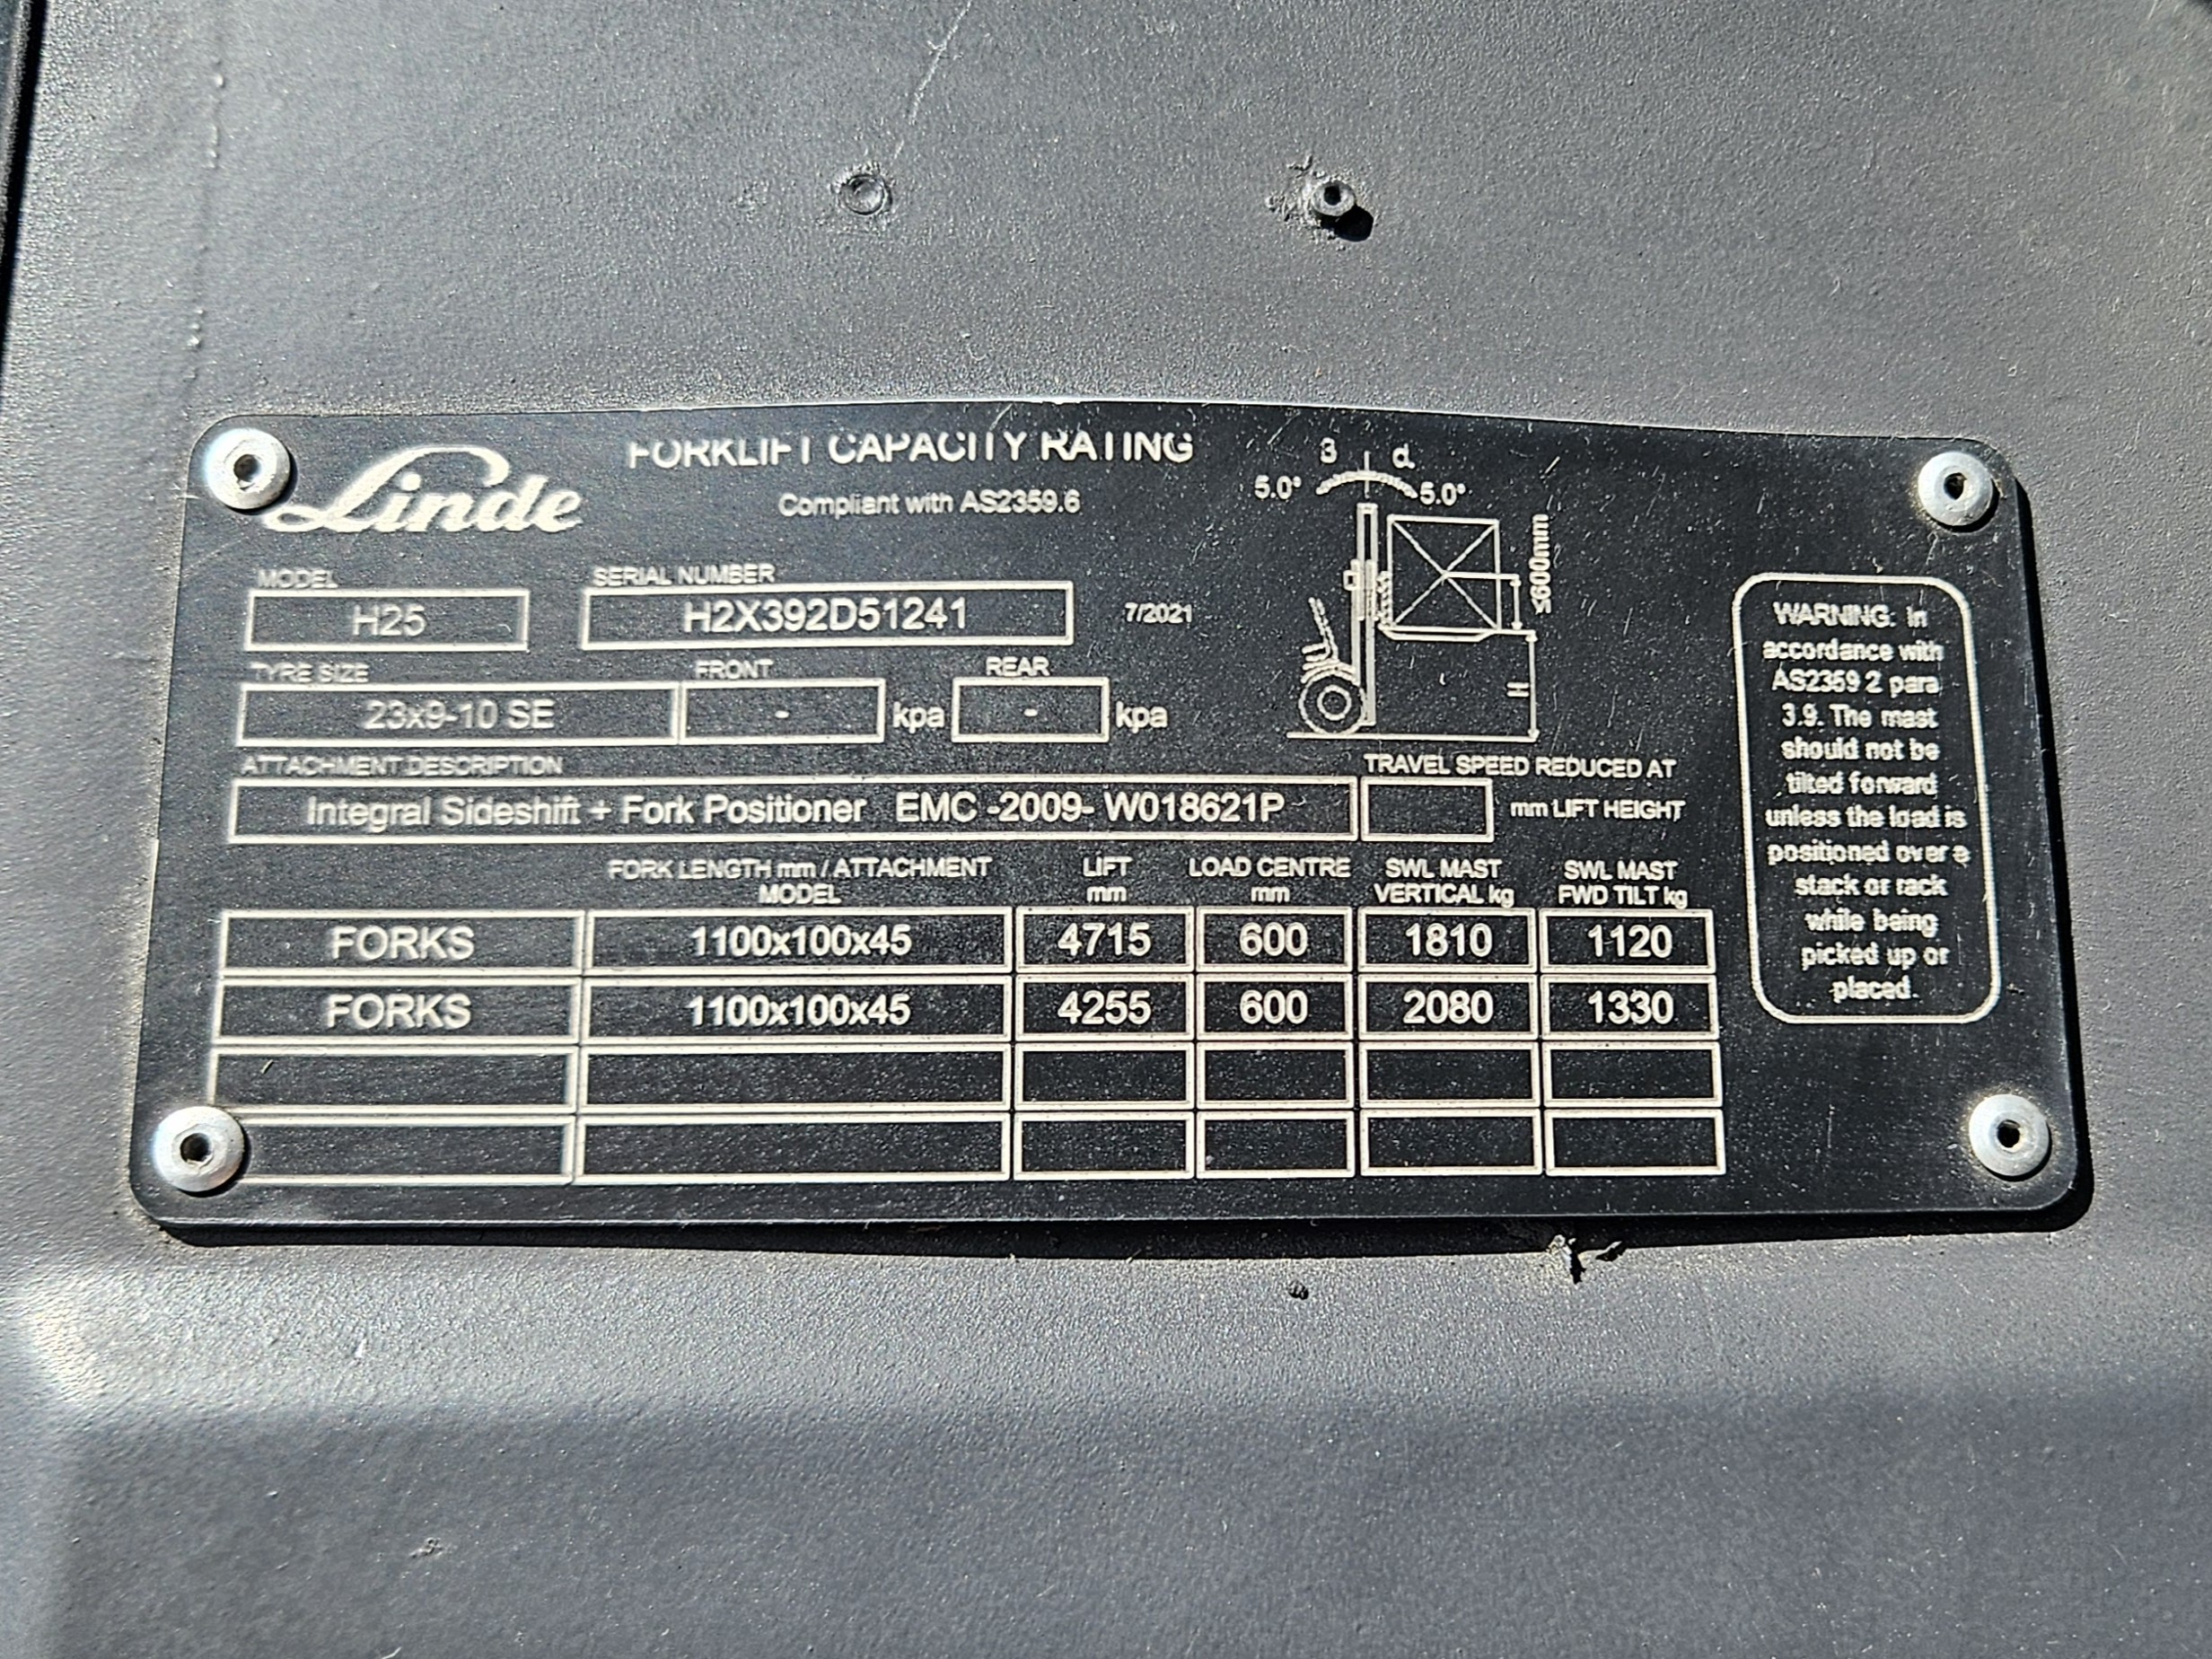 Linde
FORKLIFT CAPACITY RATING
Compliant with AS2359.6
5.0° 5.0°
≤600mm
H
MODEL SERIAL NUMBER
H25 H2X392D51241 7/2021
TYRE SIZE FRONT REAR
23x9-10 SE - kpa - kpa
ATTACHMENT DESCRIPTION TRAVEL SPEED REDUCED AT
Integral Sideshift + Fork Positioner EMC -2009- W018621P mm LIFT HEIGHT
FORK LENGTH mm / ATTACHMENT LIFT LOAD CENTRE SWL MAST SWL MAST
MODEL mm mm VERTICAL kg FWD TILT kg
FORKS 1100x100x45 4715 600 1810 1120
FORKS 1100x100x45 4255 600 2080 1330
WARNING: In
accordance with
AS2359 2 para
3.9. The mast
should not be
tilted forward
unless the load is
positioned over a
stack or rack
while being
picked up or
placed.